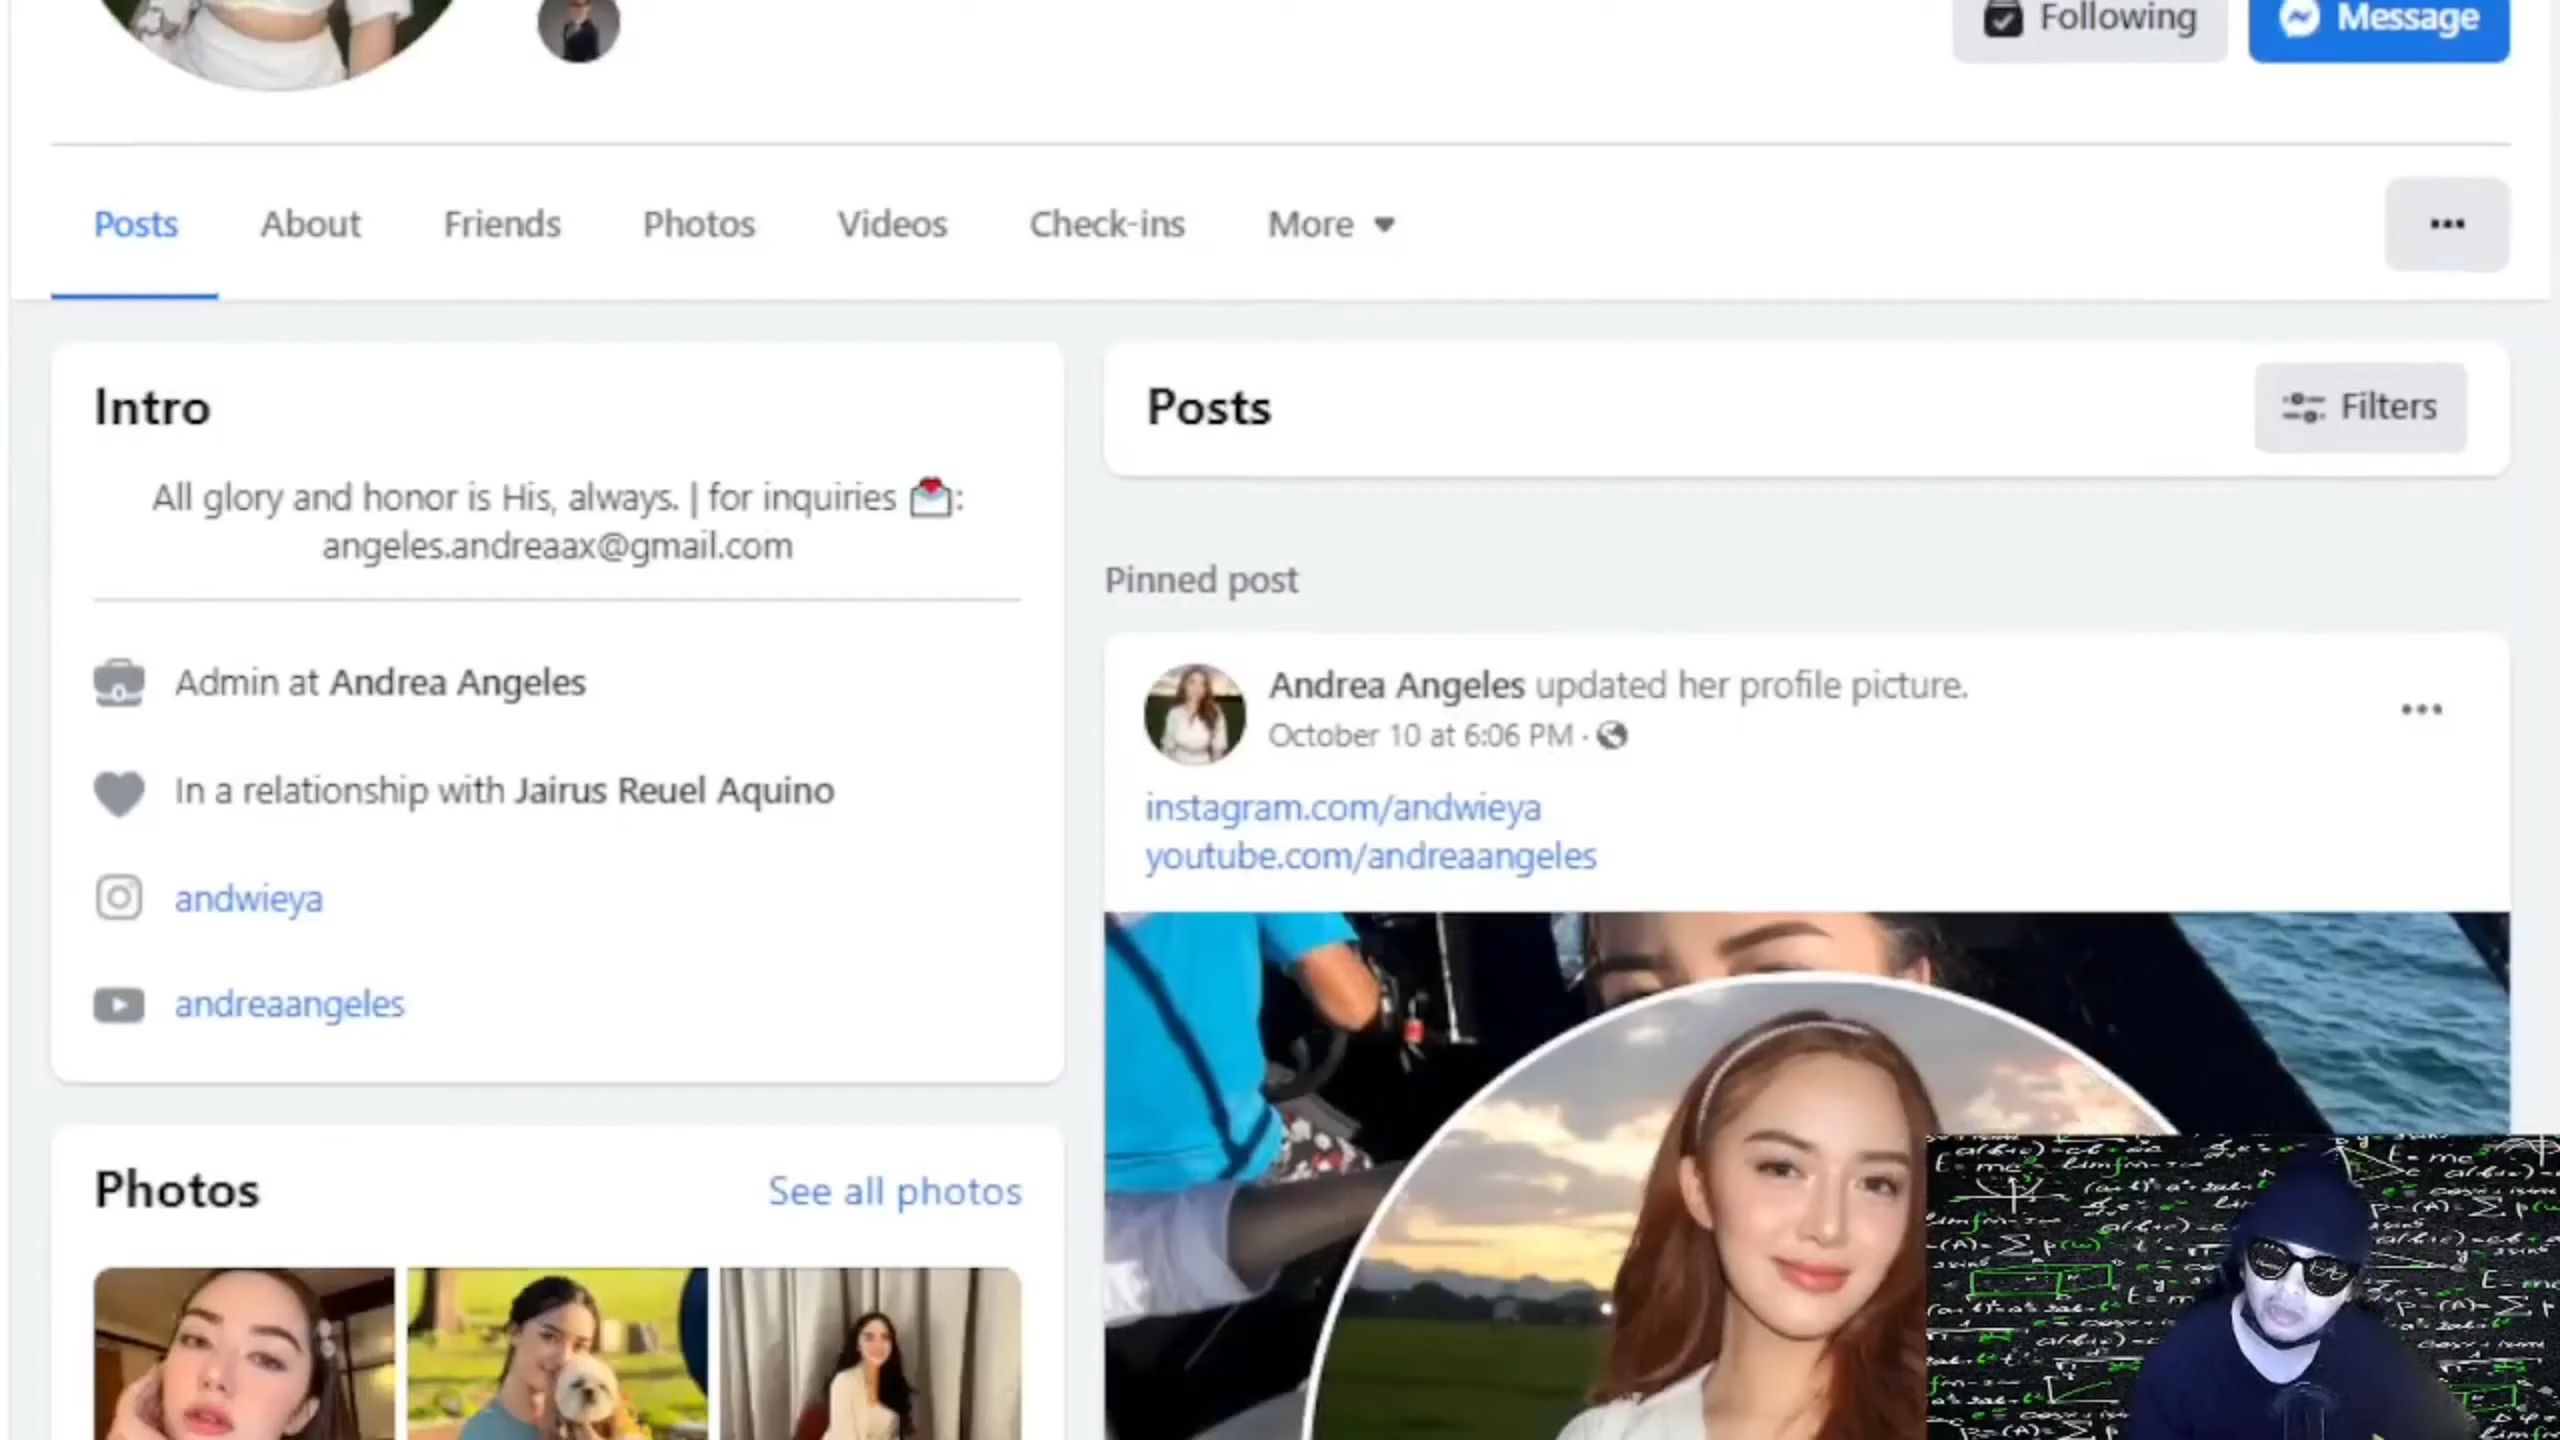 Following
Message
Posts
About
Friends
Photos
Videos
Check-ins
More
Intro
All glory and honor is His, always. | for inquiries 💌:
angeles.andreaax@gmail.com
Admin at Andrea Angeles
In a relationship with Jairus Reuel Aquino
andwieya
andreaangeles
Photos
See all photos
Posts
Filters
Pinned post
Andrea Angeles updated her profile picture.
October 10 at 6:06 PM ·
instagram.com/andwieya
youtube.com/andreaangeles